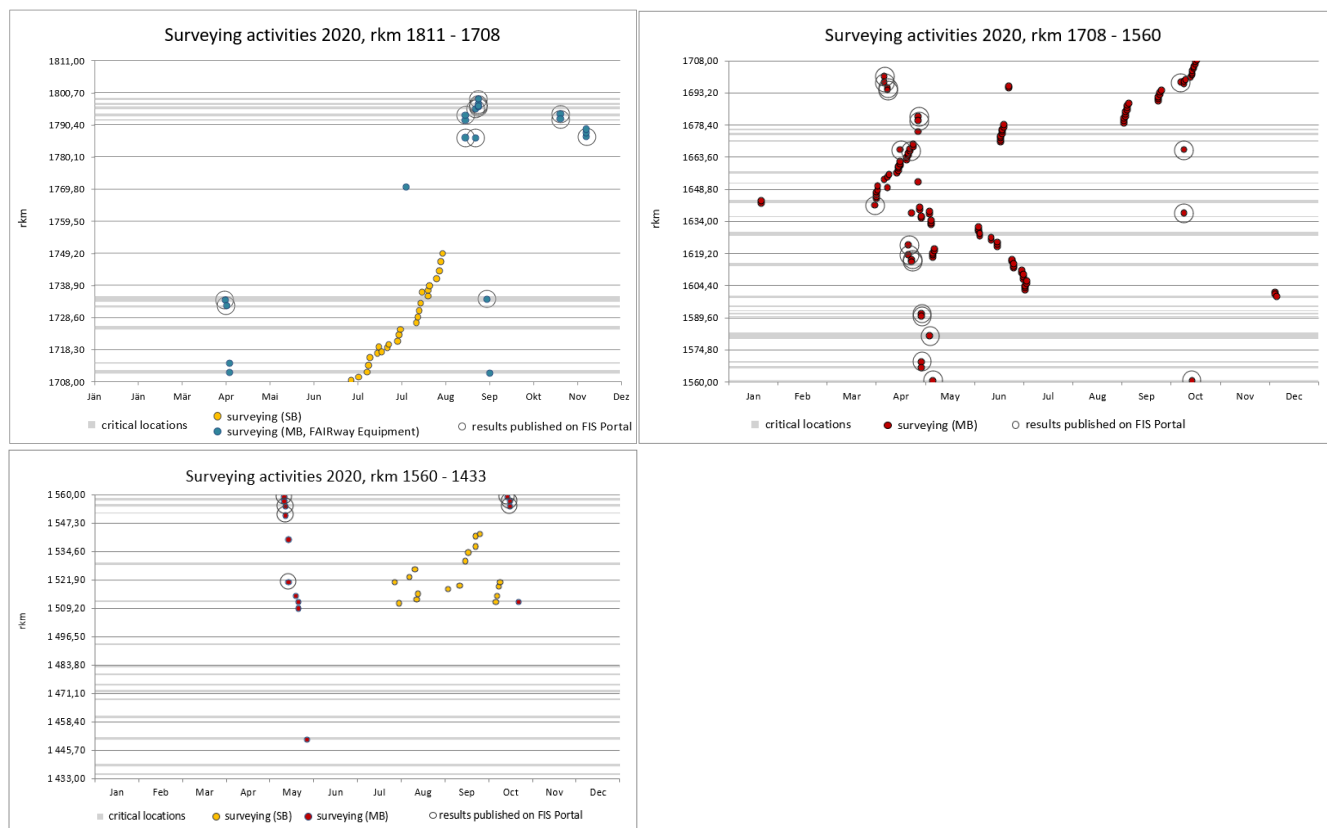 Surveying activities 2020, rkm 1811 - 1708
1811,00
1800,70
1790,40
1780,10
1769,80
1759,50
1749,20
1738,90
1728,60
1718,30
1708,00
rkm
Jän Jän Mär Apr Mai Jun Jul Jul Aug Sep Okt Nov Dez
critical locations
surveying (SB)
surveying (MB, FAIRway Equipment)
results published on FIS Portal
Surveying activities 2020, rkm 1708 - 1560
1708,00
1693,20
1678,40
1663,60
1648,80
1634,00
1619,20
1604,40
1589,60
1574,80
1560,00
rkm
Jan Feb Mar Apr May Jun Jul Aug Sep Oct Nov Dec
critical locations surveying (MB) results published on FIS Portal
Surveying activities 2020, rkm 1560 - 1433
1 560,00
1 547,30
1 534,60
1 521,90
1 509,20
1 496,50
1 483,80
1 471,10
1 458,40
1 445,70
1 433,00
rkm
Jan Feb Mar Apr May Jun Jul Aug Sep Oct Nov Dec
critical locations surveying (SB) surveying (MB) results published on FIS Portal